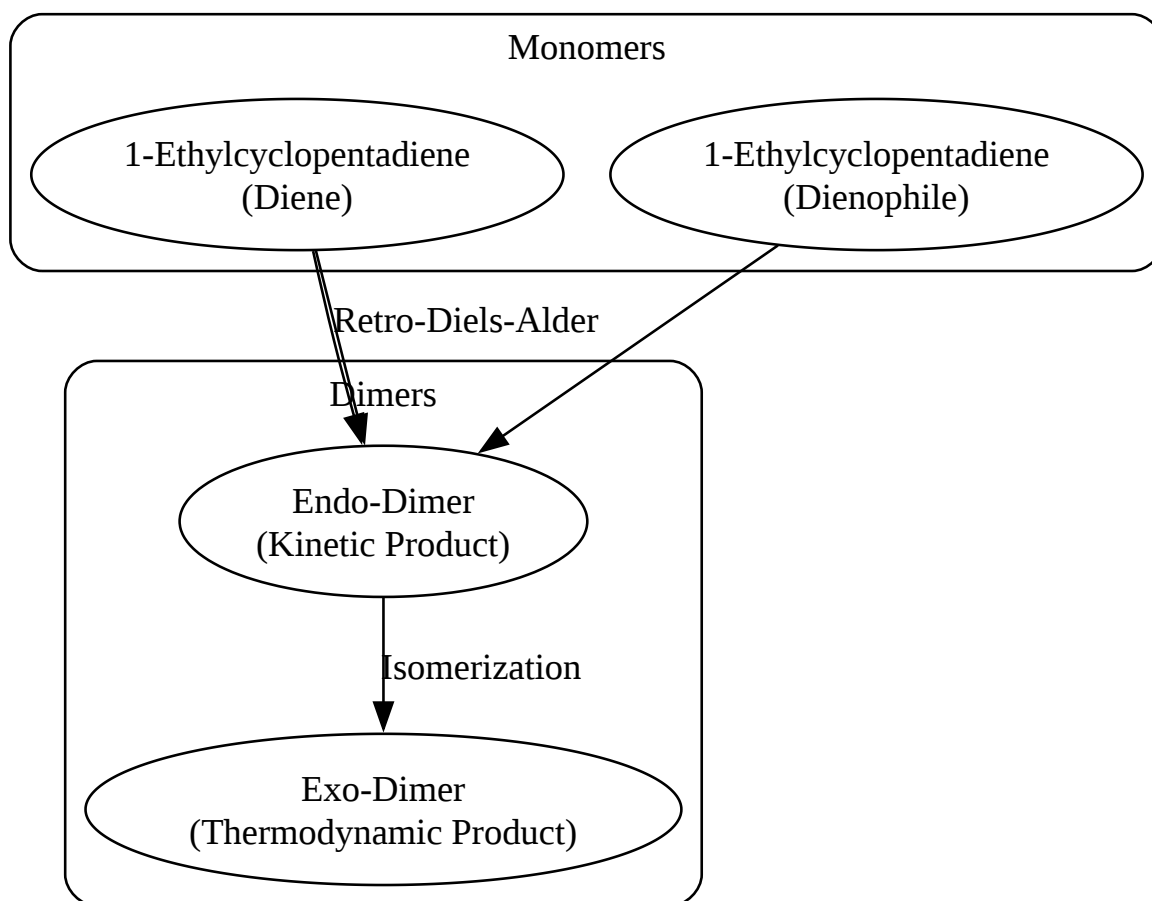 Monomers
1-Ethylcyclopentadiene
(Diene)
1-Ethylcyclopentadiene
(Dienophile)
Retro-Diels-Alder
Dimers
Endo-Dimer
(Kinetic Product)
Isomerization
Exo-Dimer
(Thermodynamic Product)